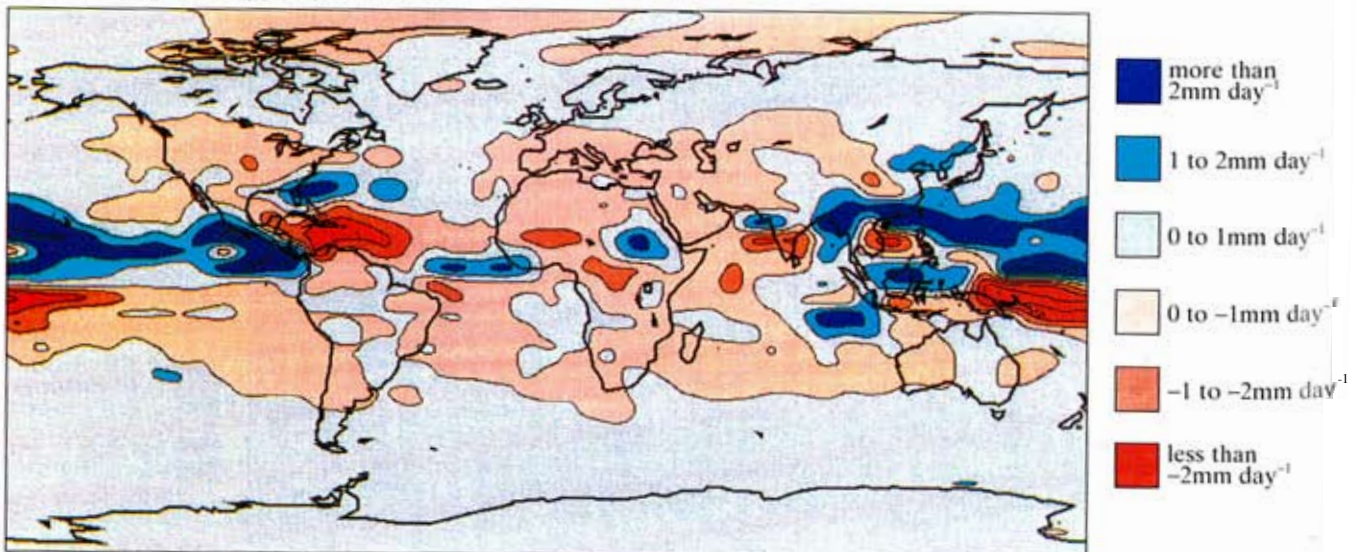 more than
2mm day⁻¹
1 to 2mm day⁻¹
0 to 1mm day⁻¹
0 to −1mm day⁻¹
−1 to −2mm day⁻¹
less than
−2mm day⁻¹